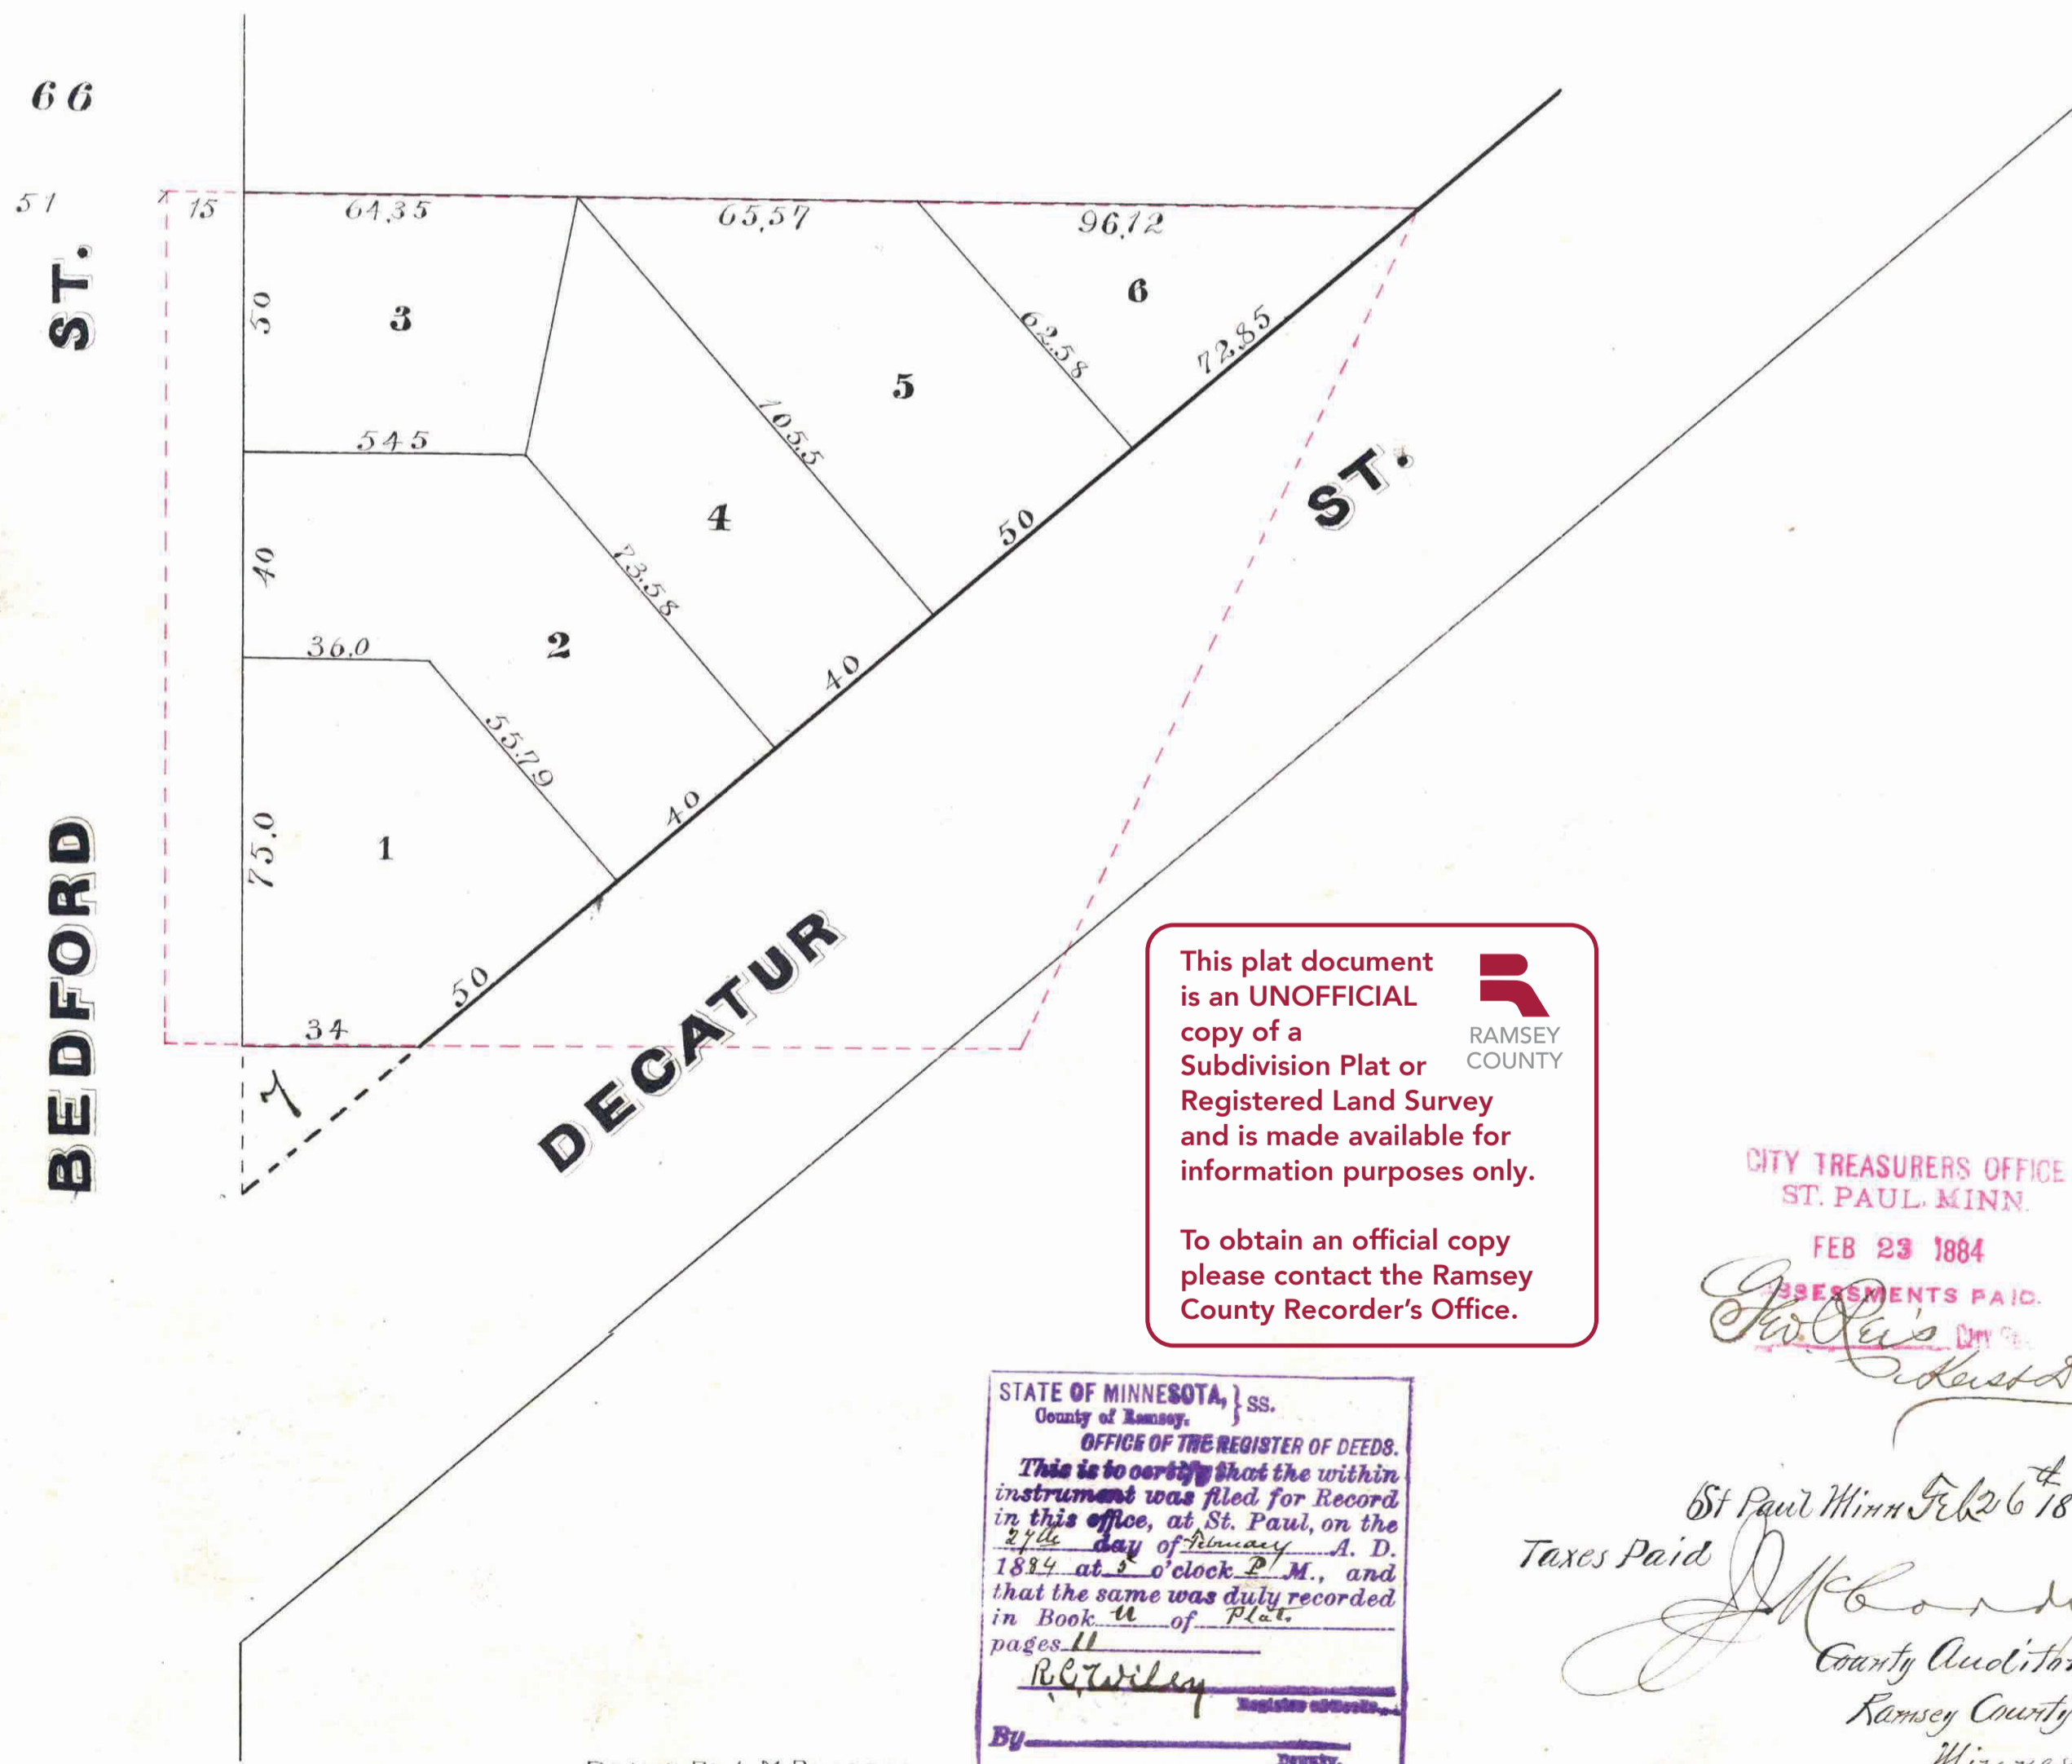 66
51
15
64.35
65,57
96,12
ST.
50
3
6
62.58
72.85
5
545
105.5
ST.
4
50
40
73.58
36.0
2
40
55.79
40
75.0
1
BEDFORD
50
34
DECATUR
7
This plat document
is an UNOFFICIAL
copy of a
Subdivision Plat or
Registered Land Survey
and is made available for
information purposes only.
To obtain an official copy
please contact the Ramsey
County Recorder's Office.
RAMSEY
COUNTY
CITY TREASURERS OFFICE
ST. PAUL. MINN.
FEB 23 1884
ASSESSMENTS PAID.
STATE OF MINNESOTA, } SS.
County of Ramsey.
OFFICE OF THE REGISTER OF DEEDS.
This is to certify that the within
instrument was filed for Record
in this office, at St. Paul, on the
27th day of February A. D.
1884 at 5 o'clock P M., and
that the same was duly recorded
in Book U of Plats
pages 11
R C Wiley
Register of Deeds.
By
Deputy.
St Paul Minn Feb 26th 18
Taxes Paid
County Auditor
Ramsey County